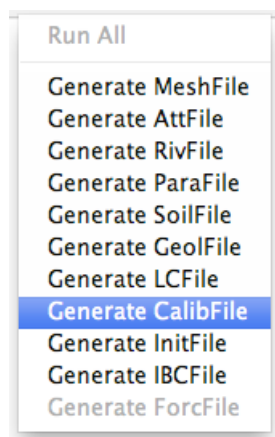 Run All
Generate MeshFile
Generate AttFile
Generate RivFile
Generate ParaFile
Generate SoilFile
Generate GeolFile
Generate LCFile
Generate CalibFile
Generate InitFile
Generate IBCFile
Generate ForcFile